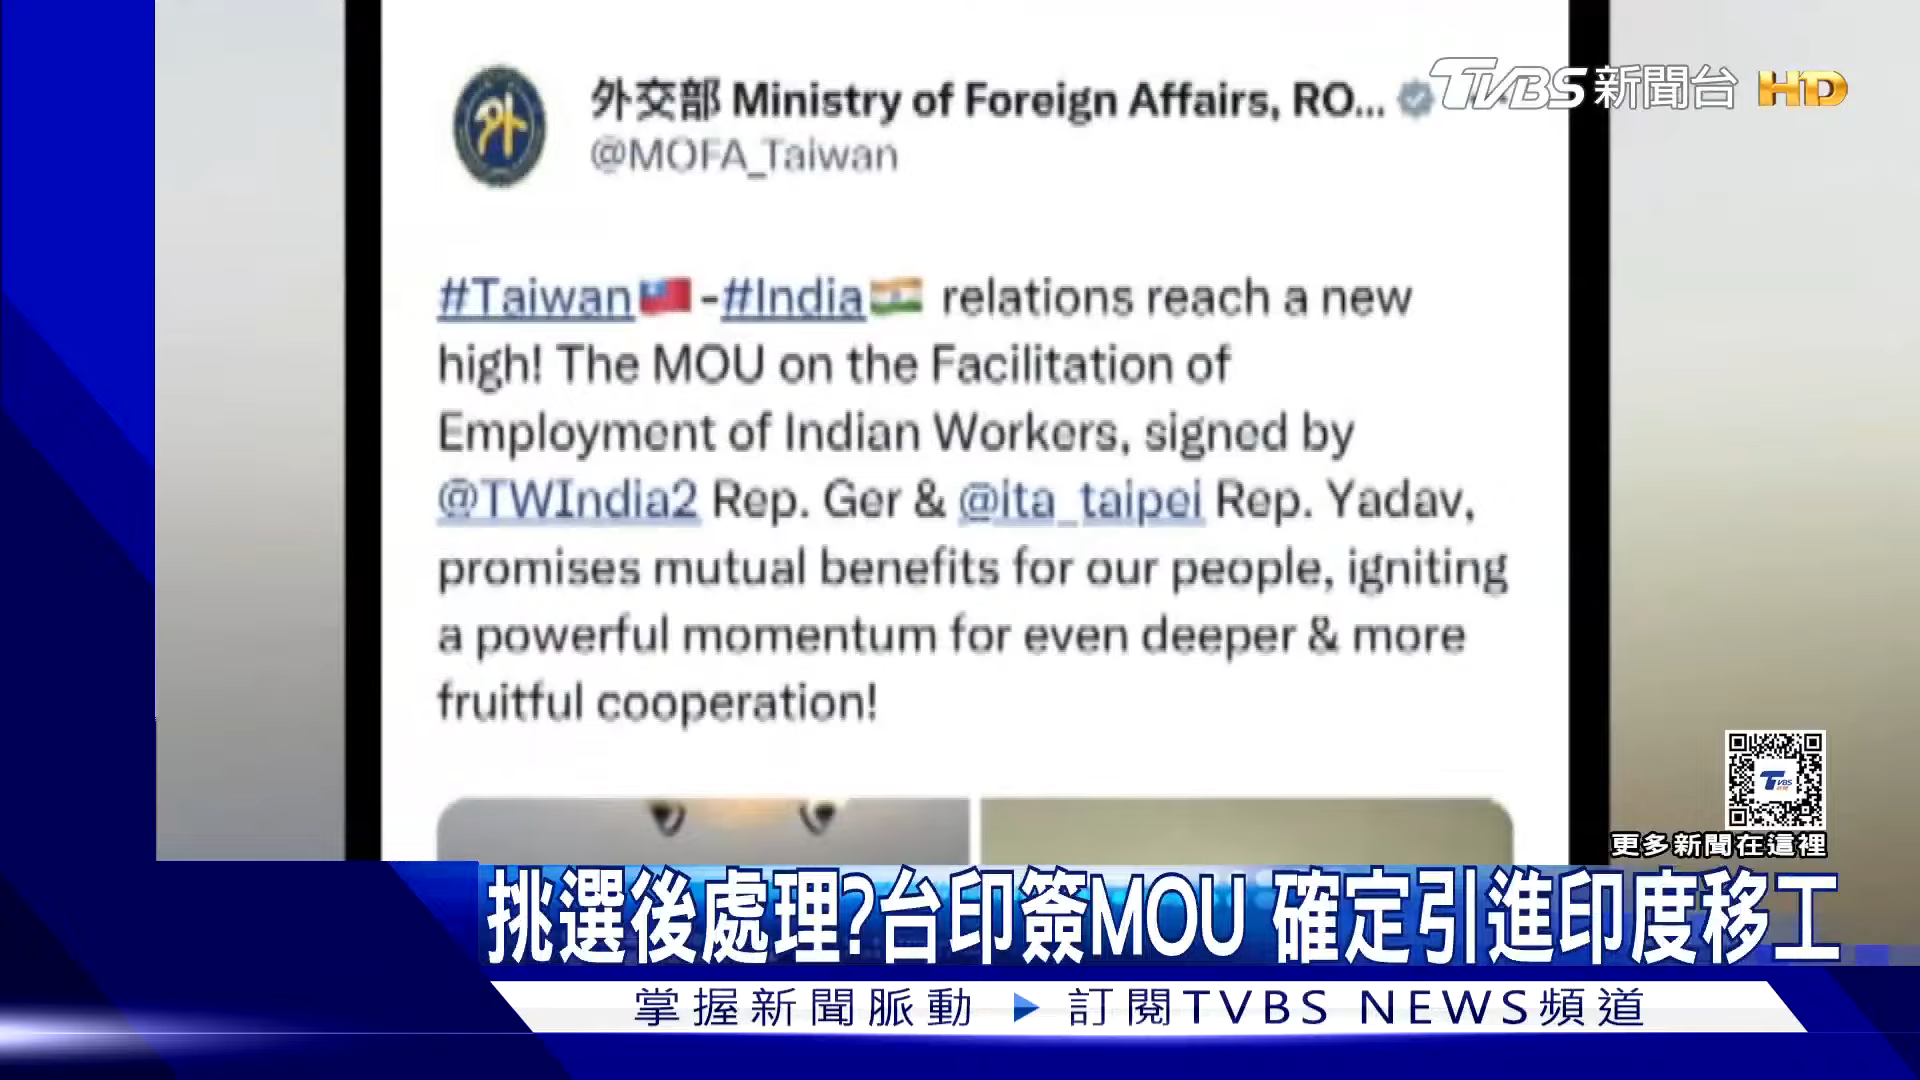 外交部 Ministry of Foreign Affairs, RO...
@MOFA_Taiwan
TVBS新聞台 HD
#Taiwan🇹🇼-#India🇮🇳 relations reach a new
high! The MOU on the Facilitation of
Employment of Indian Workers, signed by
@TWIndia2 Rep. Ger & @ita_taipei Rep. Yadav,
promises mutual benefits for our people, igniting
a powerful momentum for even deeper & more
fruitful cooperation!
TVBS
更多新聞在這裡
挑選後處理?台印簽MOU 確定引進印度移工
掌握新聞脈動 ▶ 訂閱TVBS NEWS頻道